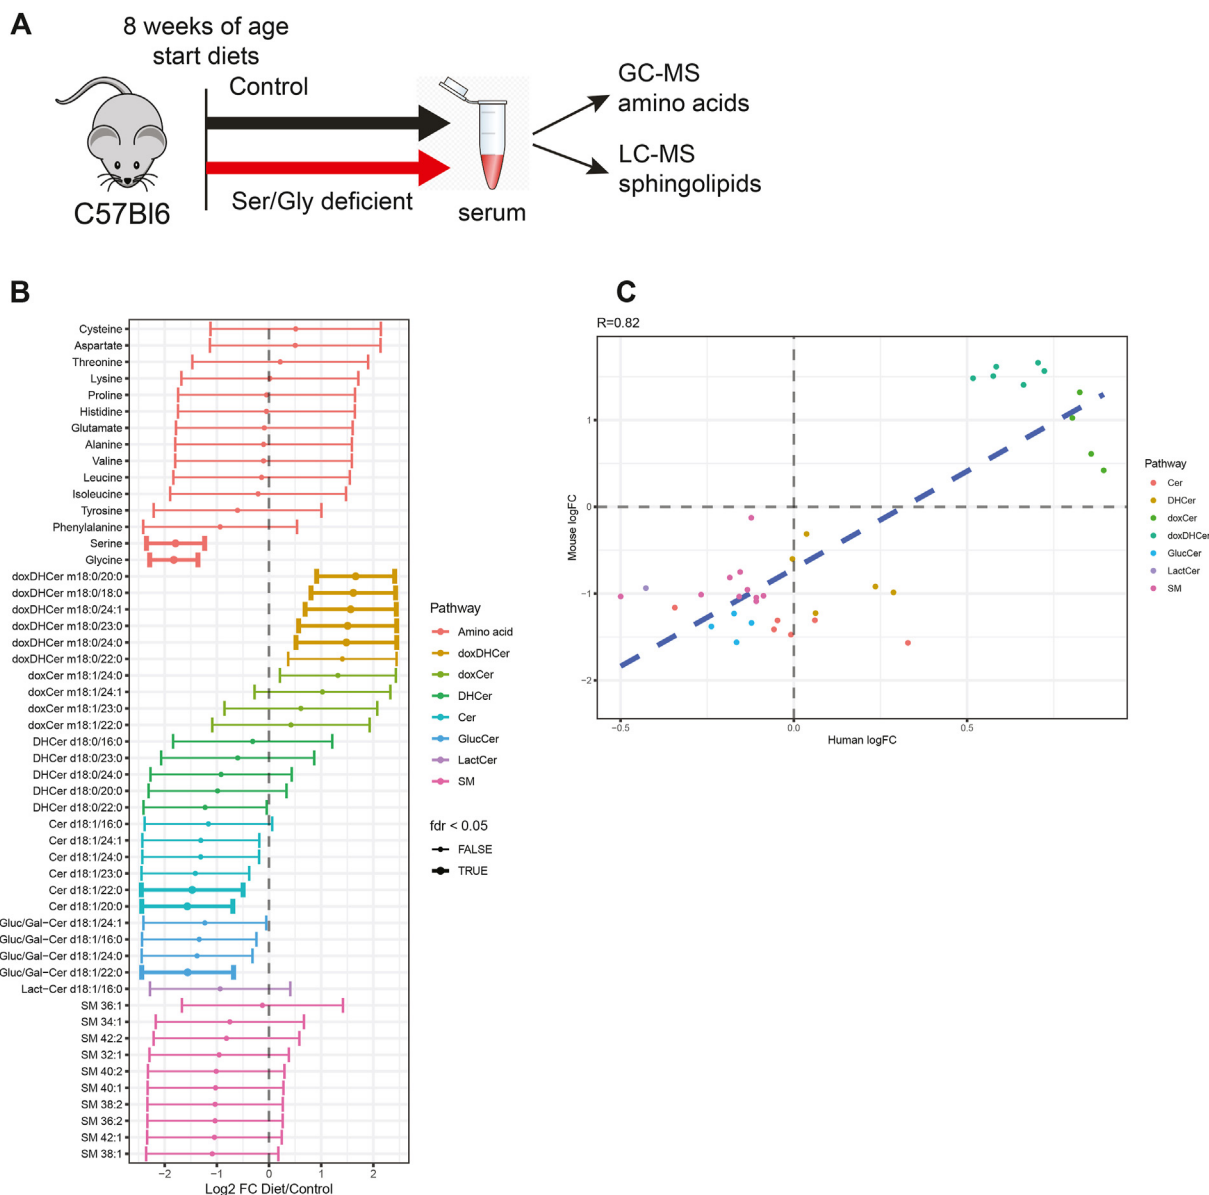 A
8 weeks of age
start diets
Control
Ser/Gly deficient
C57Bl6
serum
GC-MS
amino acids
LC-MS
sphingolipids
B
Cysteine
Aspartate
Threonine
Lysine
Proline
Histidine
Glutamate
Alanine
Valine
Leucine
Isoleucine
Tyrosine
Phenylalanine
Serine
Glycine
doxDHCer m18:0/20:0
doxDHCer m18:0/18:0
doxDHCer m18:0/24:1
doxDHCer m18:0/23:0
doxDHCer m18:0/24:0
doxDHCer m18:0/22:0
doxCer m18:1/24:0
doxCer m18:1/24:1
doxCer m18:1/23:0
doxCer m18:1/22:0
DHCer d18:0/16:0
DHCer d18:0/23:0
DHCer d18:0/24:0
DHCer d18:0/20:0
DHCer d18:0/22:0
Cer d18:1/16:0
Cer d18:1/24:1
Cer d18:1/24:0
Cer d18:1/23:0
Cer d18:1/22:0
Cer d18:1/20:0
Gluc/Gal−Cer d18:1/24:1
Gluc/Gal−Cer d18:1/16:0
Gluc/Gal−Cer d18:1/24:0
Gluc/Gal−Cer d18:1/22:0
Lact−Cer d18:1/16:0
SM 36:1
SM 34:1
SM 42:2
SM 32:1
SM 40:2
SM 40:1
SM 38:2
SM 36:2
SM 42:1
SM 38:1
−2 −1 0 1 2
Log2 FC Diet/Control
Pathway
Amino acid
doxDHCer
doxCer
DHCer
Cer
GlucCer
LactCer
SM
fdr < 0.05
FALSE
TRUE
C
R=0.82
1
0
−1
−2
Mouse logFC
−0.5 0.0 0.5
Human logFC
Pathway
Cer
DHCer
doxCer
doxDHCer
GlucCer
LactCer
SM